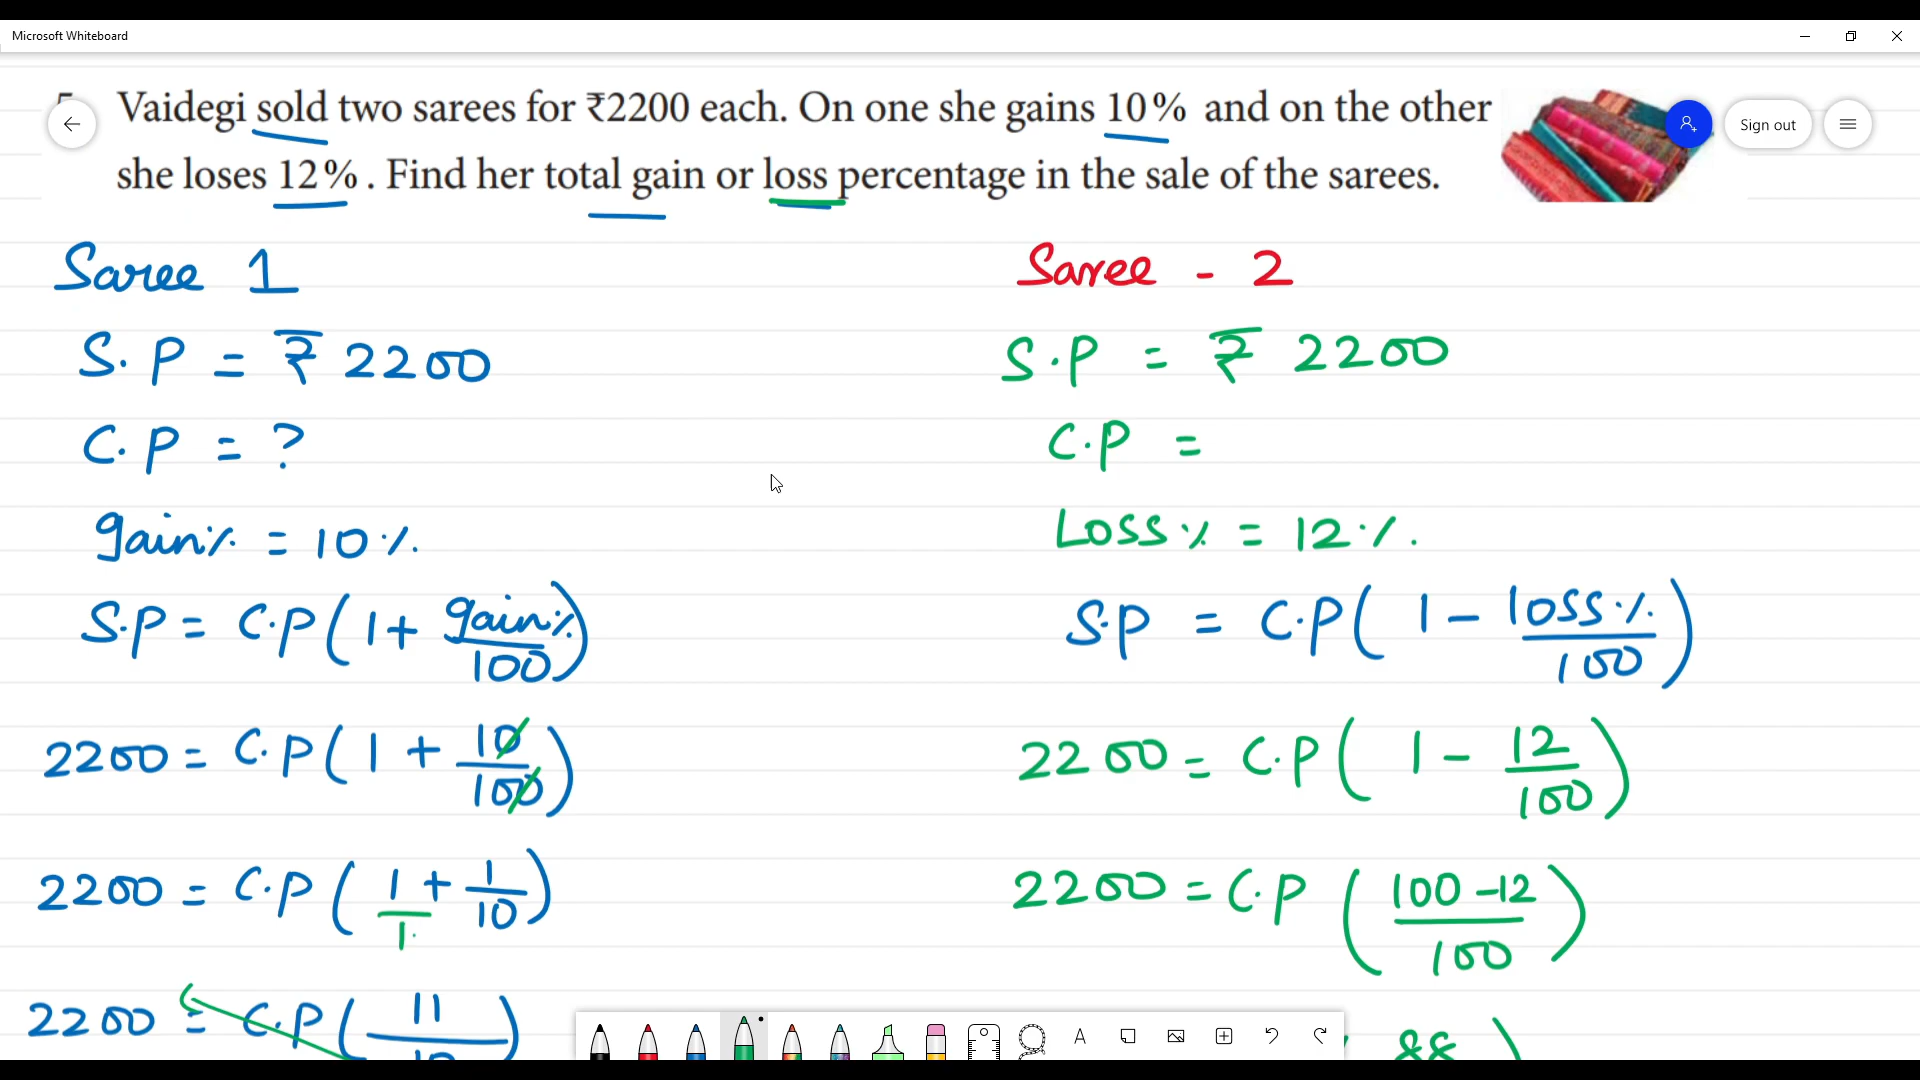 Microsoft Whiteboard
Vaidegi sold two sarees for ₹2200 each. On one she gains 10% and on the other
she loses 12%. Find her total gain or loss percentage in the sale of the sarees.
Sign out
Saree 1
S.P = ₹ 2200
C.P = ?
gain% = 10%.
S.P = C.P(1 + gain%/100)
2200 = C.P(1 + 10/100)
2200 = C.P(1/1 + 1/10)
2200 = C.P(11/10
)
Saree - 2
S.P = ₹ 2200
C.P =
Loss% = 12%.
S.P = C.P(1 - loss%/100)
2200 = C.P(1 - 12/100)
2200 = C.P(100-12/100)
88)
A